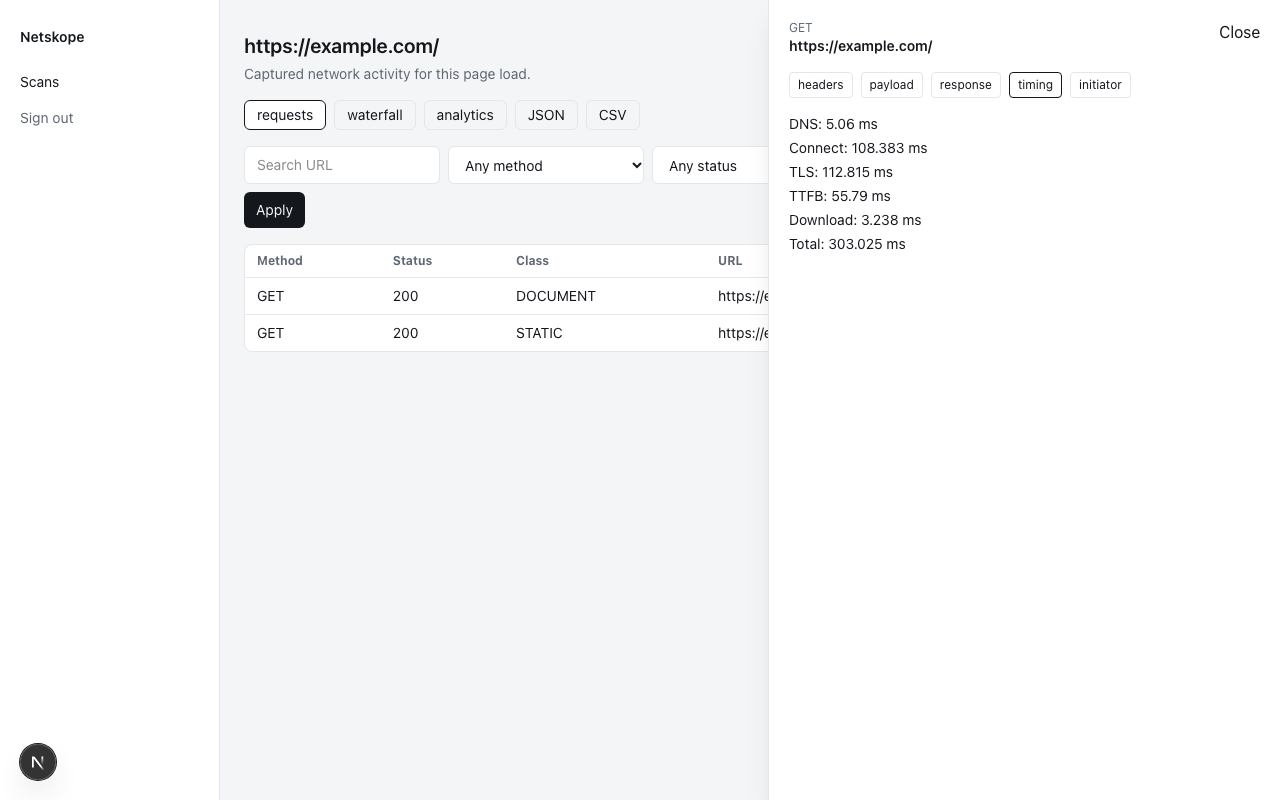 Netskope
Scans
Sign out
https://example.com/
Captured network activity for this page load.
requests waterfall analytics JSON CSV
Search URL Any method Any status
Apply
Method Status Class URL
GET 200 DOCUMENT https://e
GET 200 STATIC https://e
GET
https://example.com/
Close
headers payload response timing initiator
DNS: 5.06 ms
Connect: 108.383 ms
TLS: 112.815 ms
TTFB: 55.79 ms
Download: 3.238 ms
Total: 303.025 ms
N